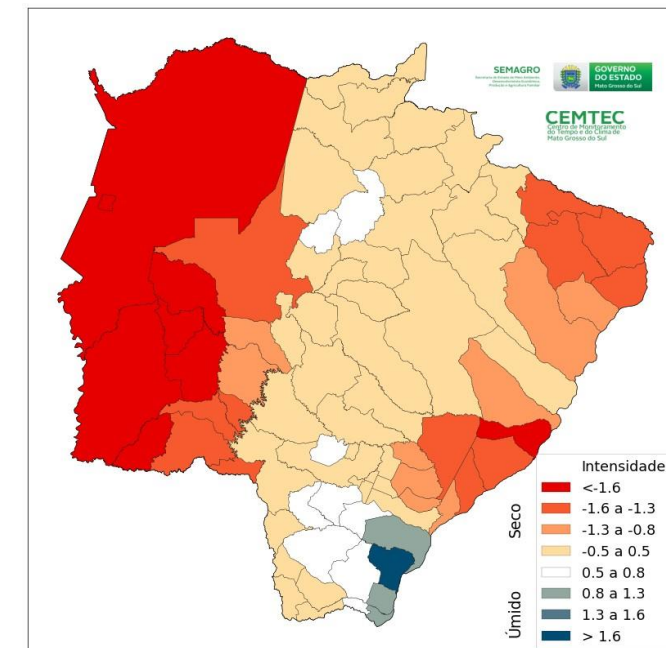 SEMAGRO
GOVERNO
DO ESTADO
Mato Grosso do Sul
CEMTEC
Centro de Monitoramento
do Tempo e do Clima de
Mato Grosso do Sul
Intensidade
Seco
<-1.6
-1.6 a -1.3
-1.3 a -0.8
-0.5 a 0.5
0.5 a 0.8
Úmido
0.8 a 1.3
1.3 a 1.6
> 1.6